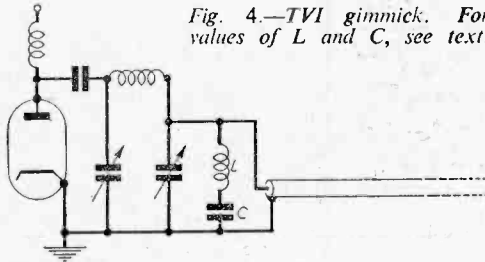 Fig. 4.—TVI gimmick. For
values of L and C, see text
L
C